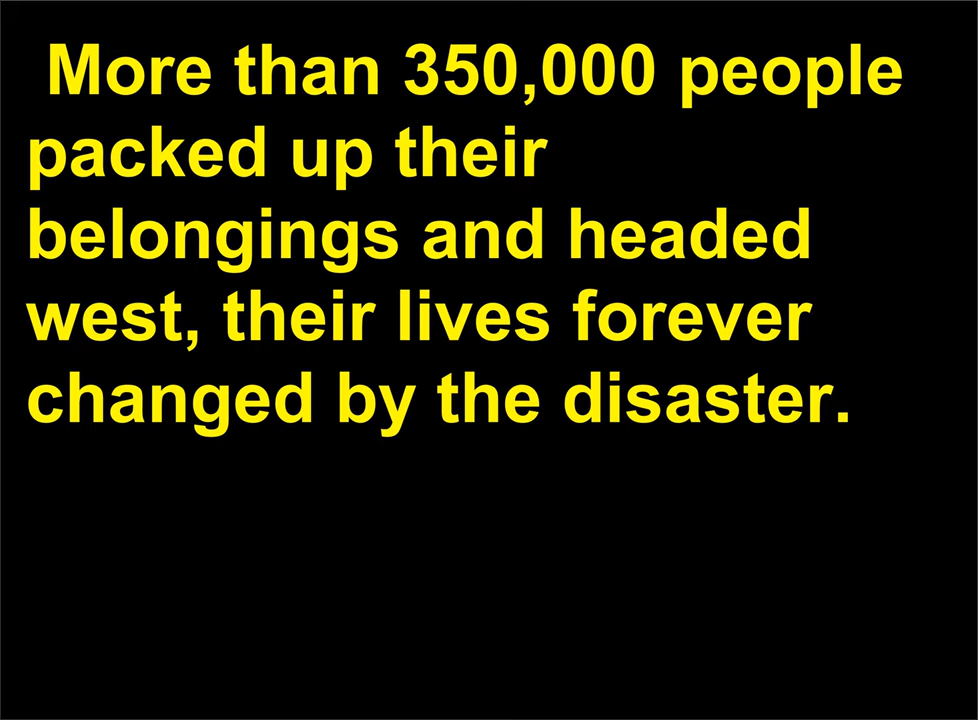 More than 350,000 people
packed up their
belongings and headed
west, their lives forever
changed by the disaster.